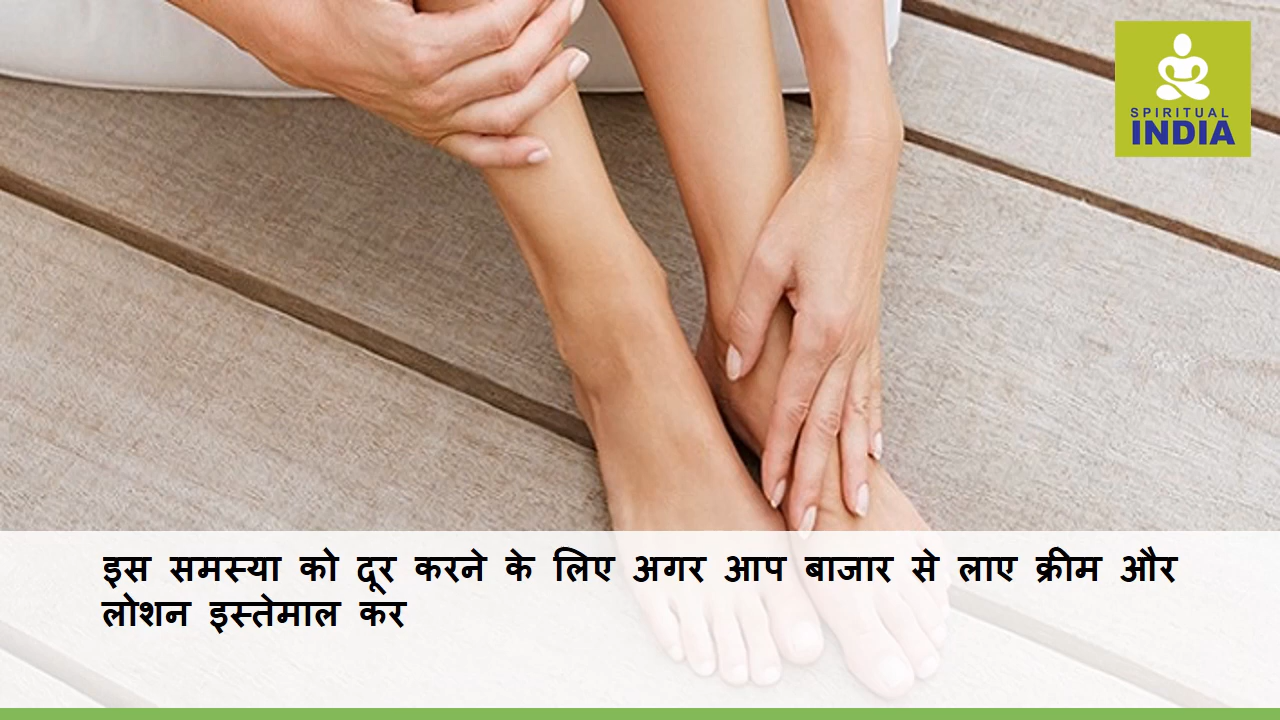 SPIRITUAL
INDIA
इस समस्या को दूर करने के लिए अगर आप बाजार से लाए क्रीम और
लोशन इस्तेमाल कर